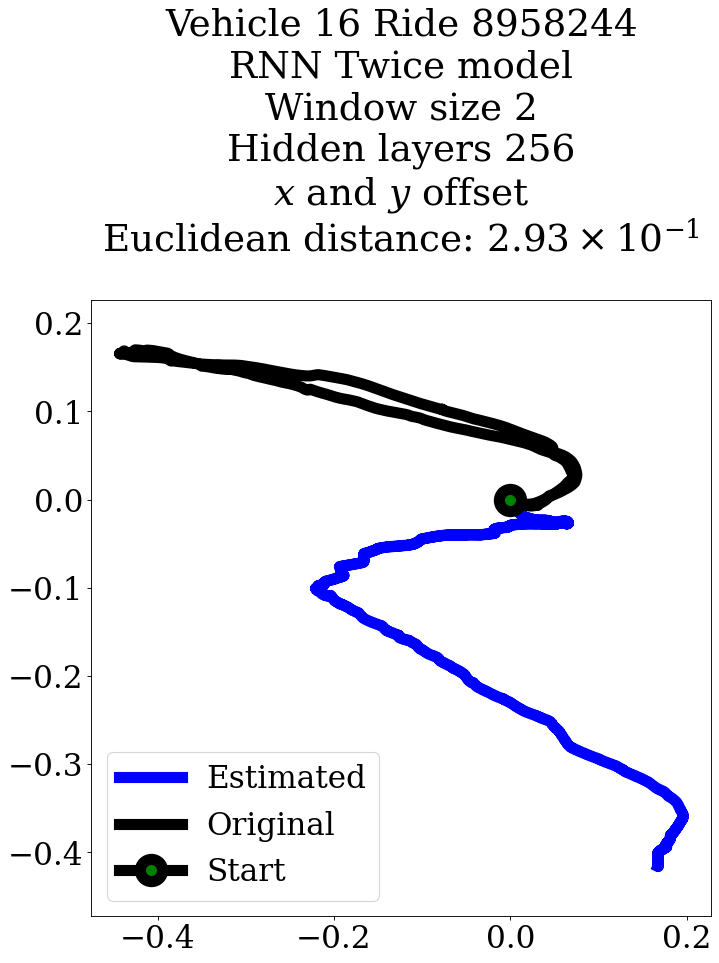 Vehicle 16 Ride 8958244
RNN Twice model
Window size 2
Hidden layers 256
x and y offset
Euclidean distance: 2.93 × 10⁻¹
0.2
0.1
0.0
−0.1
−0.2
−0.3
−0.4
Estimated
Original
Start
−0.4 −0.2 0.0 0.2